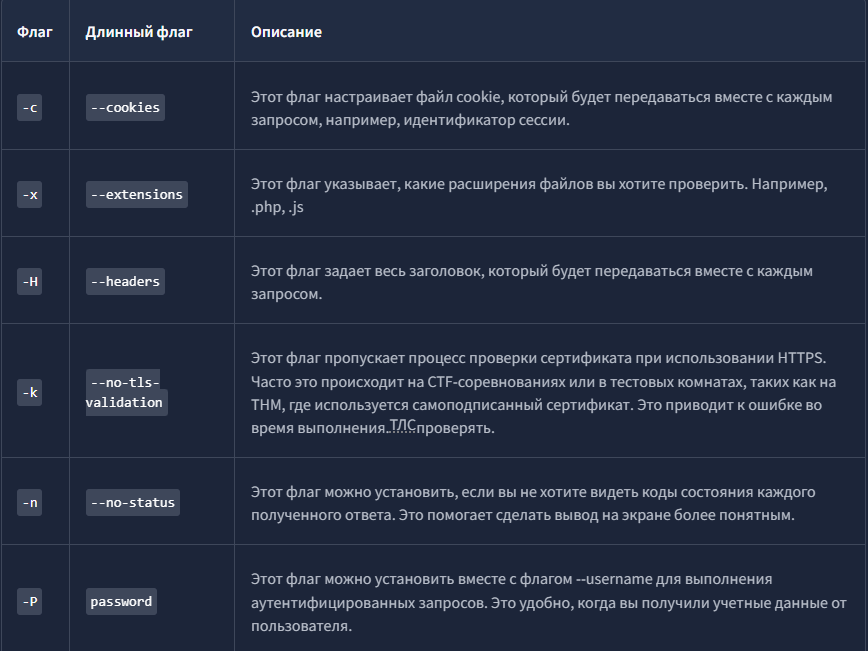 Флаг Длинный флаг Описание
-c --cookies Этот флаг настраивает файл cookie, который будет передаваться вместе с каждым
запросом, например, идентификатор сессии.
-x --extensions Этот флаг указывает, какие расширения файлов вы хотите проверить. Например,
.php, .js
-H --headers Этот флаг задает весь заголовок, который будет передаваться вместе с каждым
запросом.
-k --no-tls-
validation Этот флаг пропускает процесс проверки сертификата при использовании HTTPS.
Часто это происходит на CTF-соревнованиях или в тестовых комнатах, таких как на
THM, где используется самоподписанный сертификат. Это приводит к ошибке во
время выполнения.ТЛСпроверять.
-n --no-status Этот флаг можно установить, если вы не хотите видеть коды состояния каждого
полученного ответа. Это помогает сделать вывод на экране более понятным.
-P password Этот флаг можно установить вместе с флагом --username для выполнения
аутентифицированных запросов. Это удобно, когда вы получили учетные данные от
пользователя.